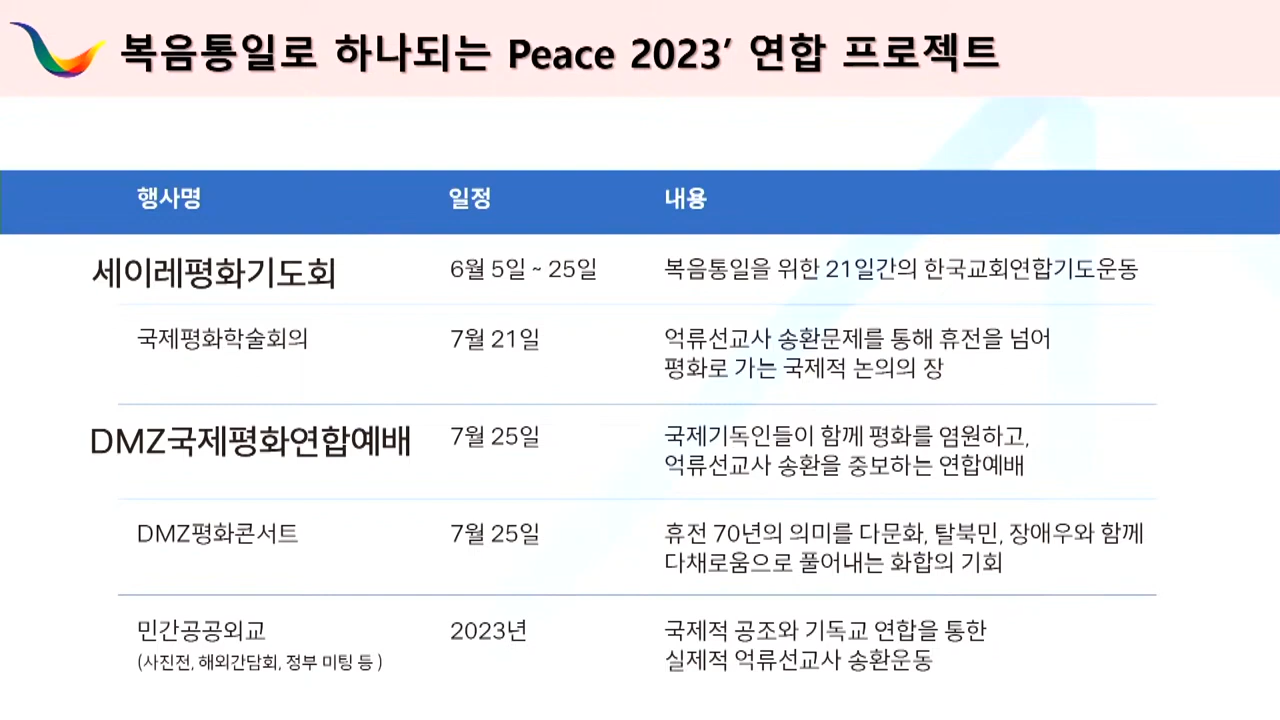 복음통일로 하나되는 Peace 2023’ 연합 프로젝트
행사명 일정 내용
세이레평화기도회 6월 5일 ~ 25일 복음통일을 위한 21일간의 한국교회연합기도운동
국제평화학술회의 7월 21일 억류선교사 송환문제를 통해 휴전을 넘어
평화로 가는 국제적 논의의 장
DMZ국제평화연합예배 7월 25일 국제기독인들이 함께 평화를 염원하고,
억류선교사 송환을 중보하는 연합예배
DMZ평화콘서트 7월 25일 휴전 70년의 의미를 다문화, 탈북민, 장애우와 함께
다채로움으로 풀어내는 화합의 기회
민간공공외교 2023년 국제적 공조와 기독교 연합을 통한
(사진전, 해외간담회, 정부 미팅 등 ) 실제적 억류선교사 송환운동